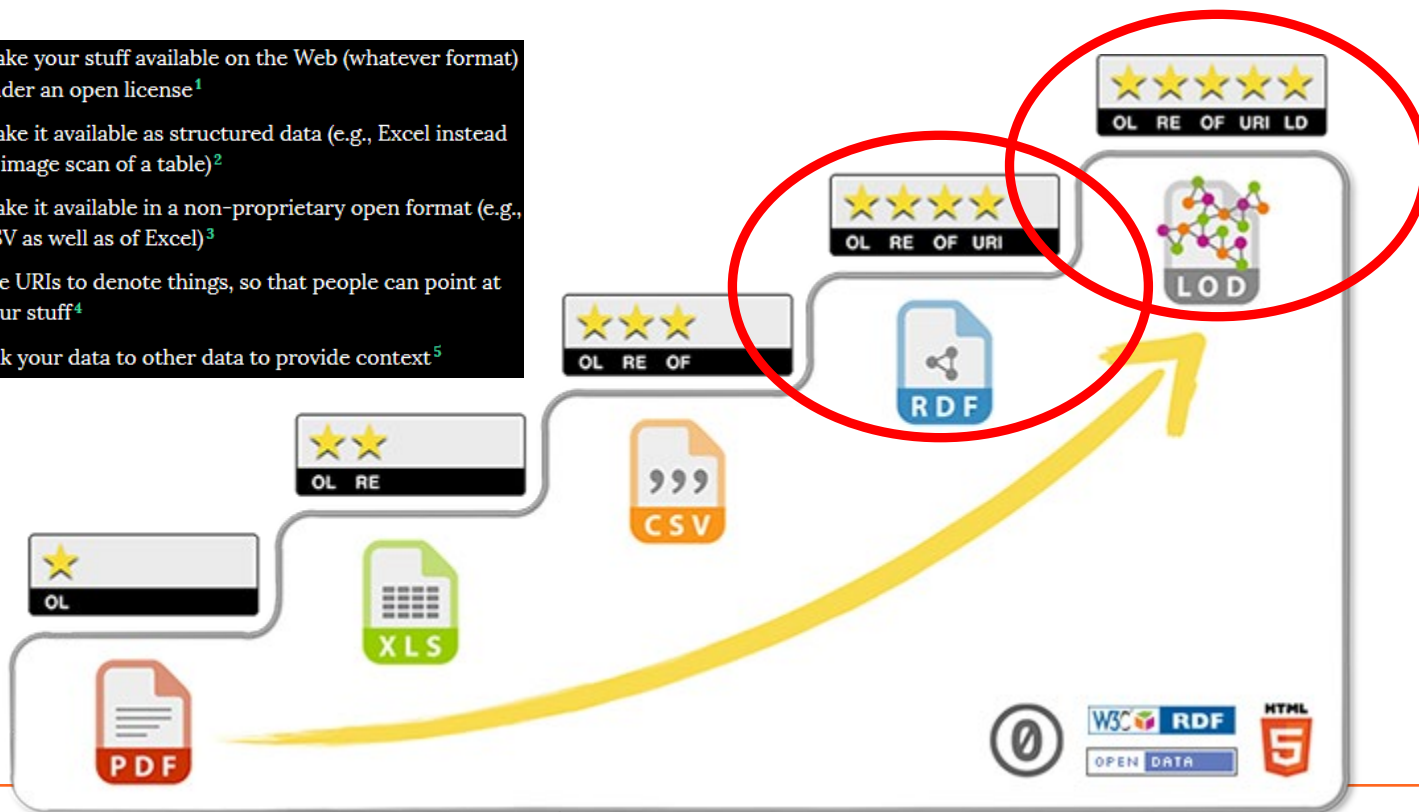 ake your stuff available on the Web (whatever format)
der an open license1
ake it available as structured data (e.g., Excel instead
image scan of a table)2
ake it available in a non-proprietary open format (e.g.,
SV as well as of Excel)3
e URIs to denote things, so that people can point at
ur stuff4
k your data to other data to provide context5
OL RE OF URI LD
LOD
OL RE OF URI
RDF
OL RE OF
,,,
CSV
OL RE
XLS
OL
PDF
0
W3C RDF
OPEN DATA
HTML
5